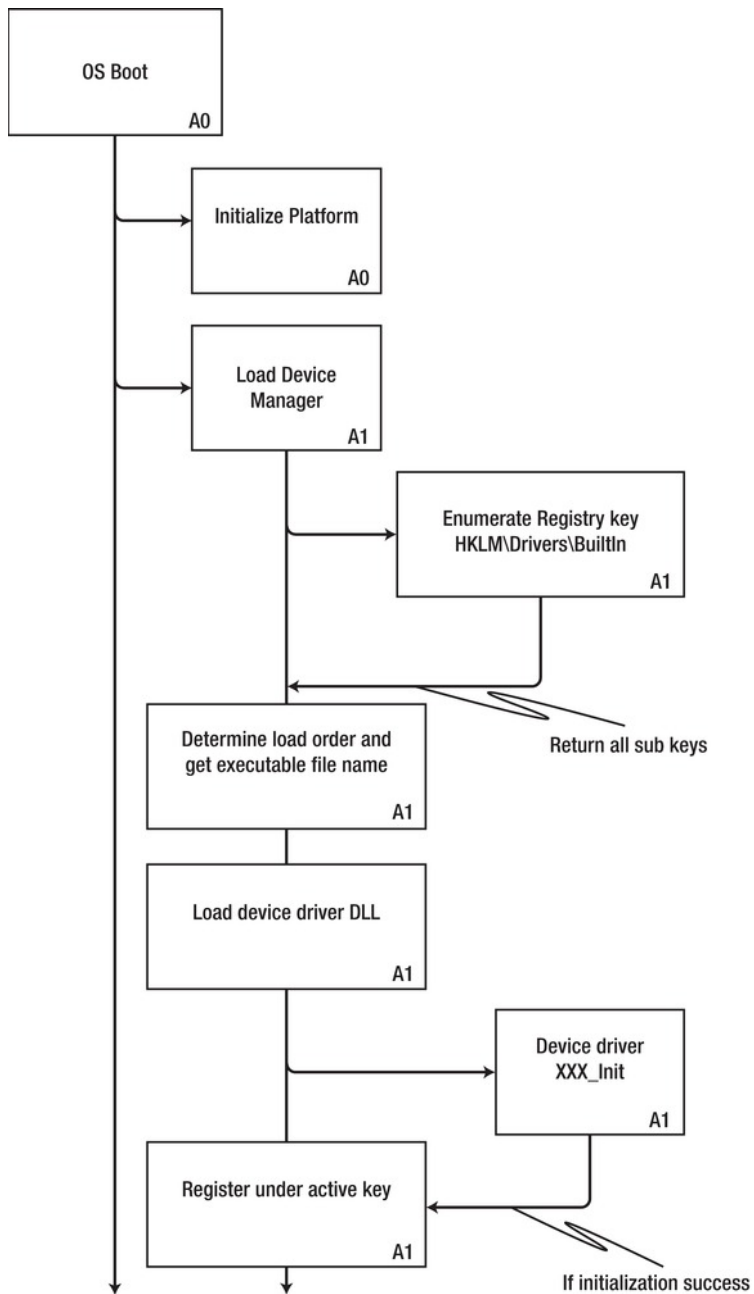 OS Boot
A0
Initialize Platform
A0
Load Device
Manager
A1
Enumerate Registry key
HKLM\Drivers\BuiltIn
A1
Return all sub keys
Determine load order and
get executable file name
A1
Load device driver DLL
A1
Device driver
XXX_Init
A1
Register under active key
A1
If initialization success